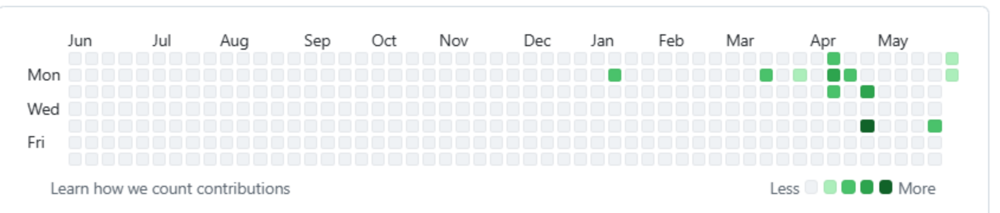 Jun Jul Aug Sep Oct Nov Dec Jan Feb Mar Apr May
Mon
Wed
Fri
Learn how we count contributions
Less More